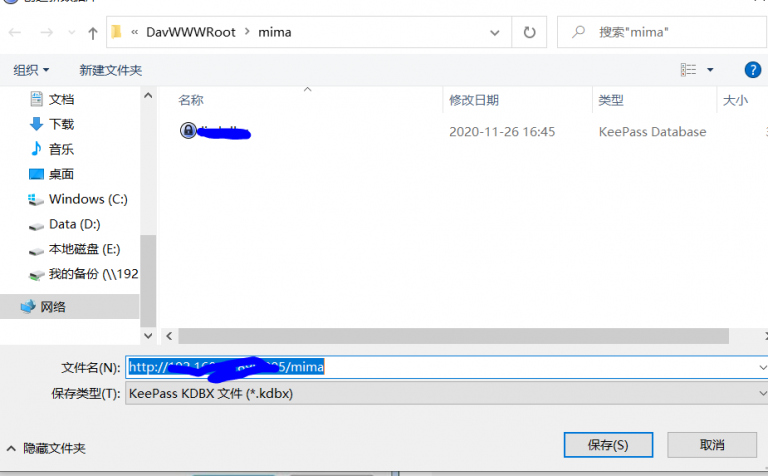 « DavWWWRoot › mima
搜索"mima"
组织
新建文件夹
名称
修改日期
类型
大小
2020-11-26 16:45
KeePass Database
文档
下载
音乐
桌面
Windows (C:)
Data (D:)
本地磁盘 (E:)
我的备份 (\\192
网络
文件名(N):
http:// /mima
保存类型(T):
KeePass KDBX 文件 (*.kdbx)
隐藏文件夹
保存(S)
取消